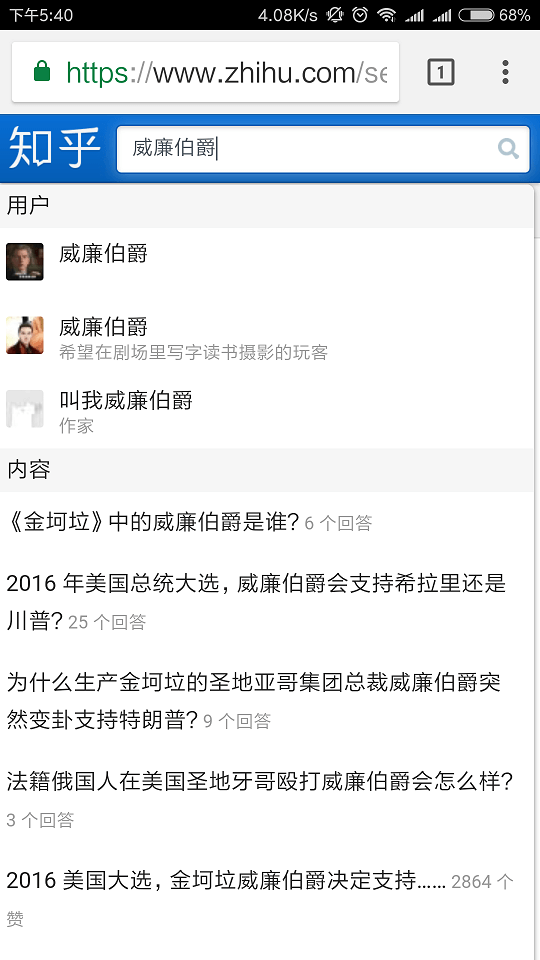 下午5:40 4.08K/s 68%
https://www.zhihu.com/se
1
知乎 威廉伯爵
用户
威廉伯爵
威廉伯爵
希望在剧场里写字读书摄影的玩客
叫我威廉伯爵
作家
内容
《金坷垃》中的威廉伯爵是谁? 6 个回答
2016 年美国总统大选，威廉伯爵会支持希拉里还是
川普? 25 个回答
为什么生产金坷垃的圣地亚哥集团总裁威廉伯爵突
然变卦支持特朗普? 9 个回答
法籍俄国人在美国圣地牙哥殴打威廉伯爵会怎么样?
3 个回答
2016 美国大选，金坷垃威廉伯爵决定支持...... 2864 个
赞